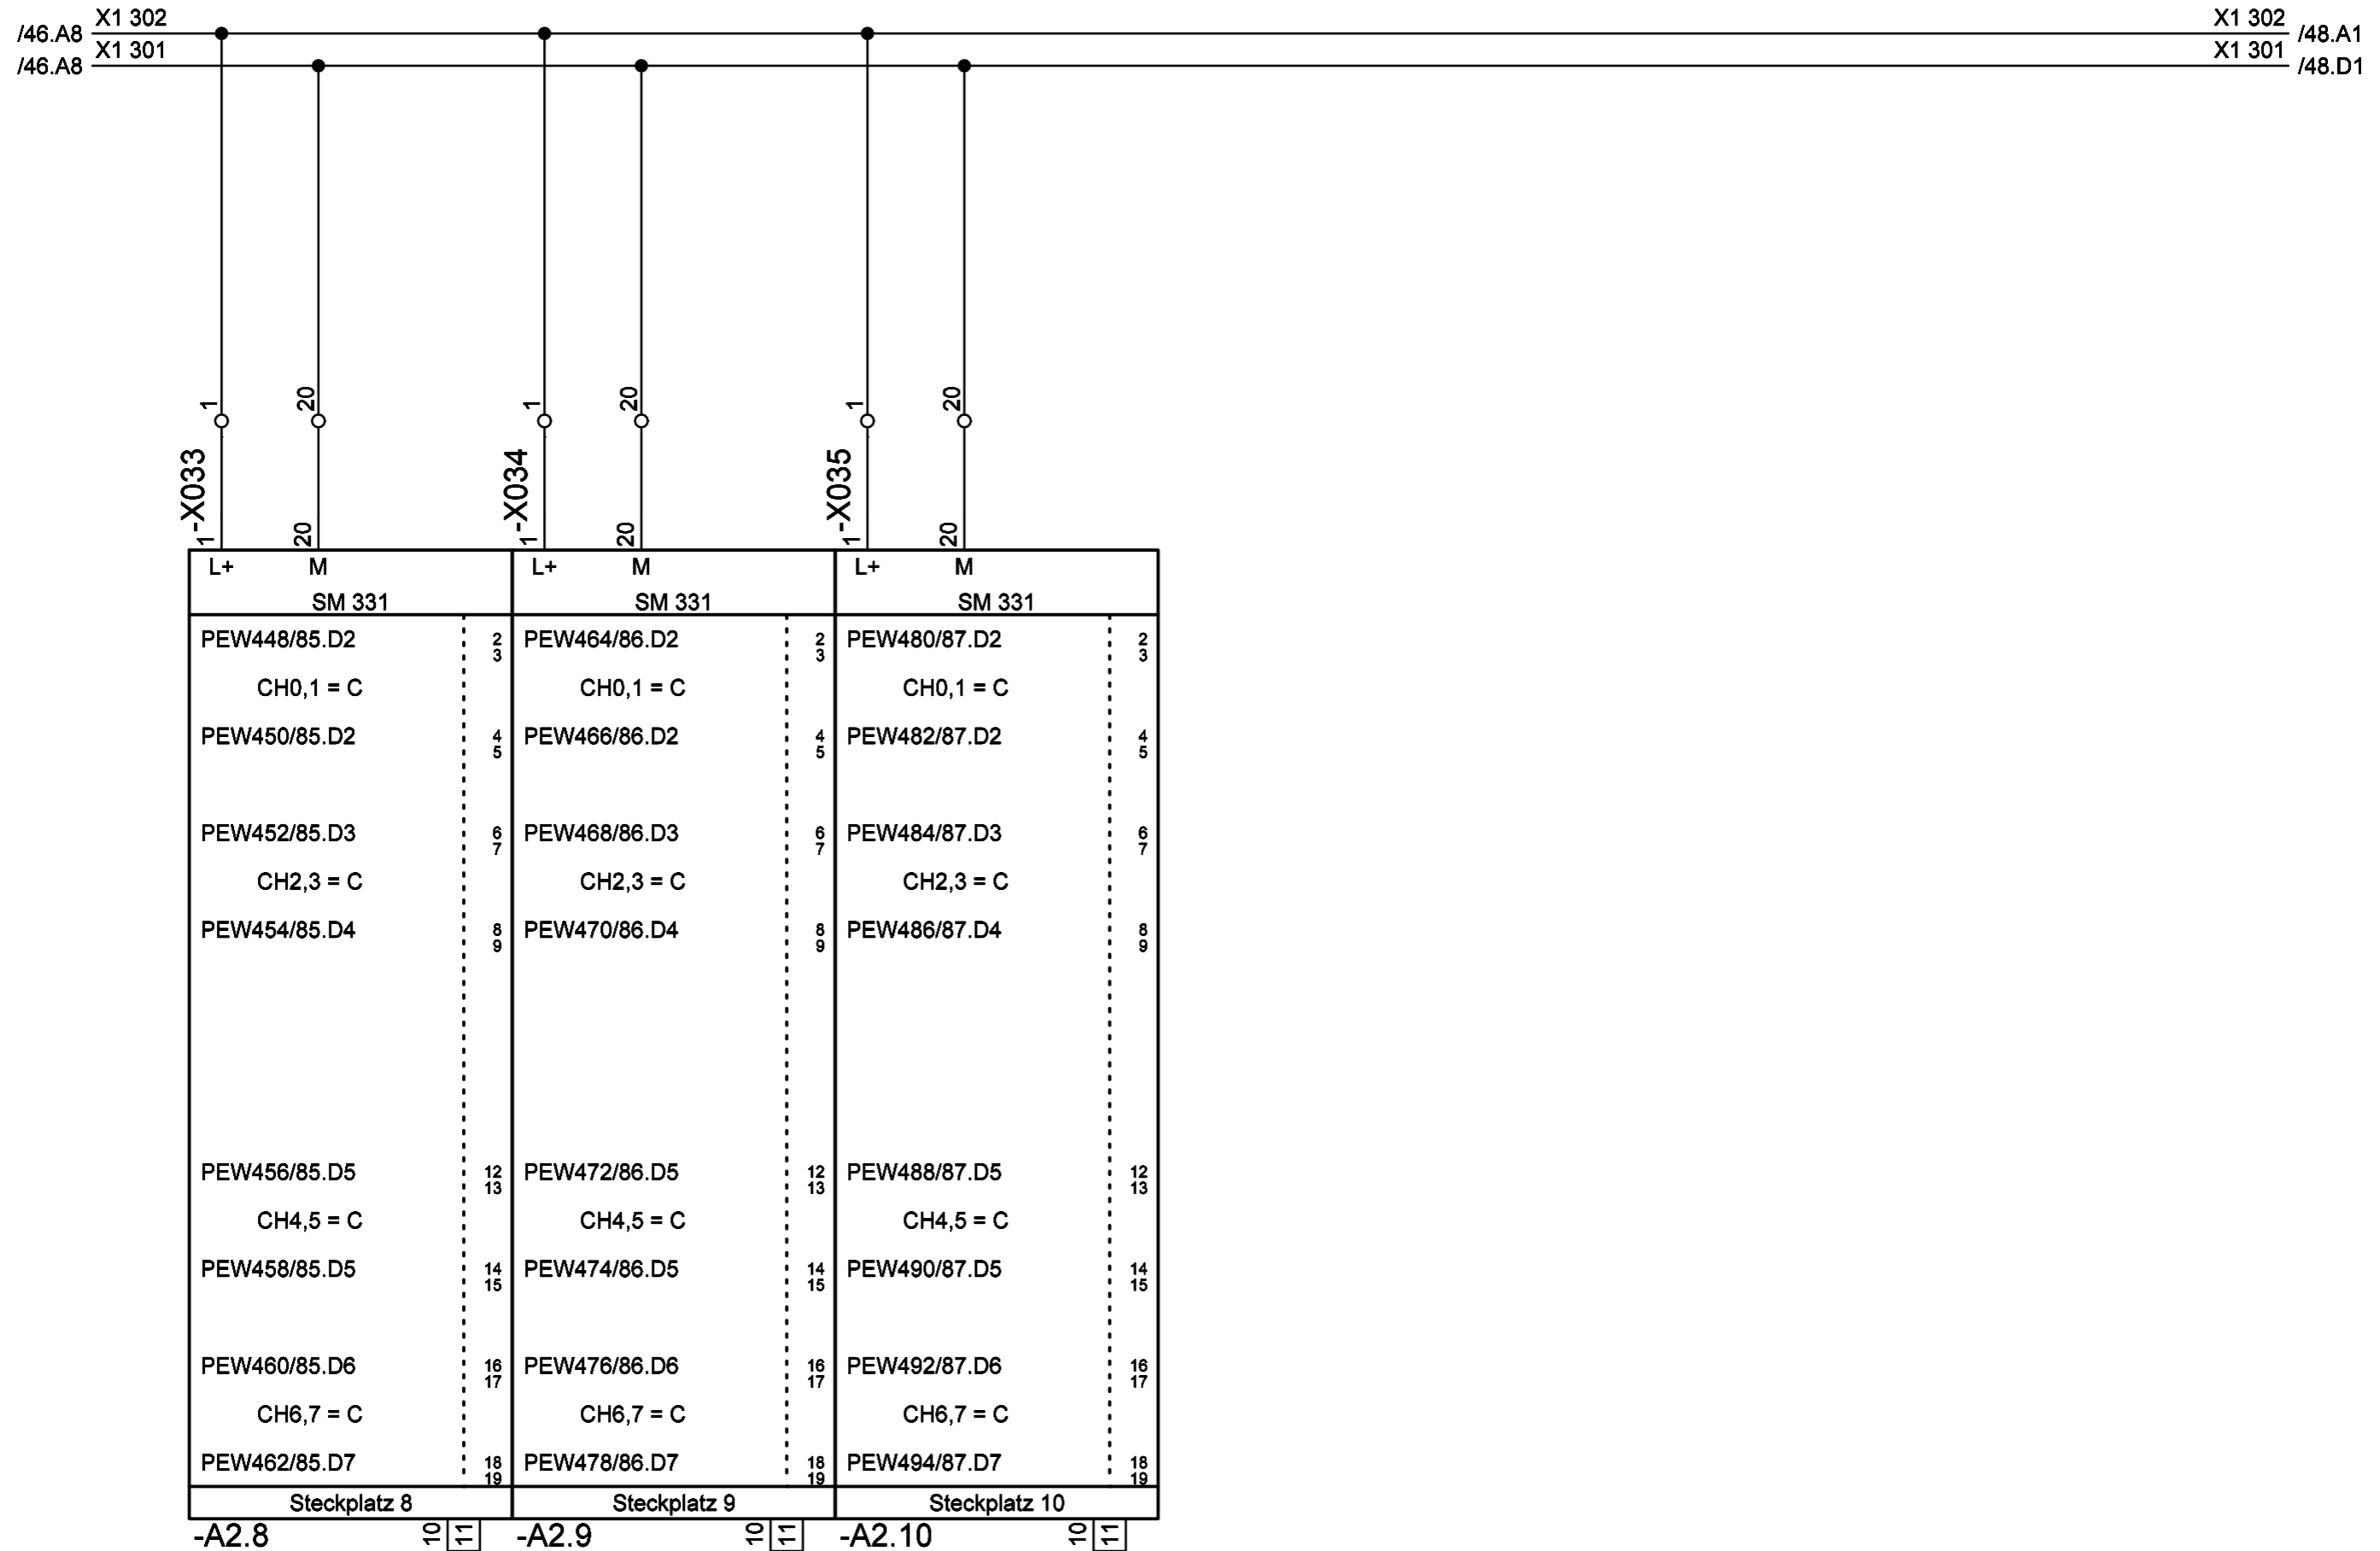 X1 302 X1 302
/46.A8 /48.A1
X1 301 X1 301
/46.A8 /48.D1
1 20 1 20 1 20
-X033 -X034 -X035
1 20 1 20 1 20
L+ M L+ M L+ M
SM 331 SM 331 SM 331
PEW448/85.D2 2 PEW464/86.D2 2 PEW480/87.D2 2
3 3 3
CH0,1 = C CH0,1 = C CH0,1 = C
PEW450/85.D2 4 PEW466/86.D2 4 PEW482/87.D2 4
5 5 5
PEW452/85.D3 6 PEW468/86.D3 6 PEW484/87.D3 6
7 7 7
CH2,3 = C CH2,3 = C CH2,3 = C
PEW454/85.D4 8 PEW470/86.D4 8 PEW486/87.D4 8
9 9 9
PEW456/85.D5 12 PEW472/86.D5 12 PEW488/87.D5 12
13 13 13
CH4,5 = C CH4,5 = C CH4,5 = C
PEW458/85.D5 14 PEW474/86.D5 14 PEW490/87.D5 14
15 15 15
PEW460/85.D6 16 PEW476/86.D6 16 PEW492/87.D6 16
17 17 17
CH6,7 = C CH6,7 = C CH6,7 = C
PEW462/85.D7 18 PEW478/86.D7 18 PEW494/87.D7 18
19 19 19
Steckplatz 8 Steckplatz 9 Steckplatz 10
-A2.8 10 11 -A2.9 10 11 -A2.10 10 11